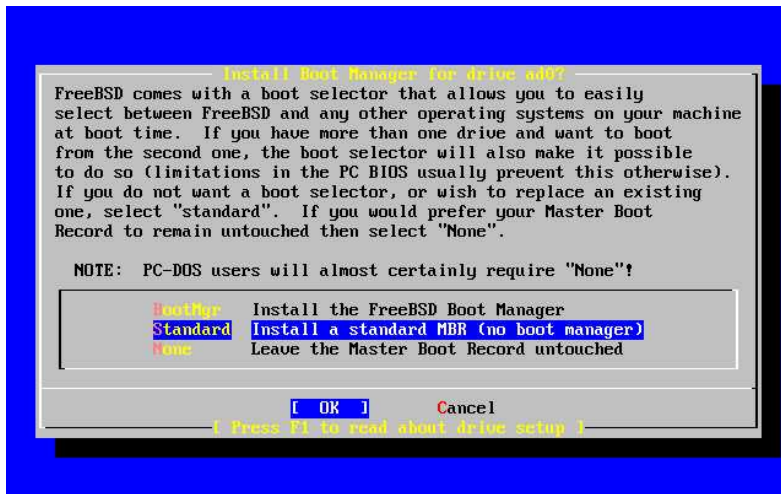 Install Boot Manager for drive ad0?
FreeBSD comes with a boot selector that allows you to easily
select between FreeBSD and any other operating systems on your machine
at boot time.  If you have more than one drive and want to boot
from the second one, the boot selector will also make it possible
to do so (limitations in the PC BIOS usually prevent this otherwise).
If you do not want a boot selector, or wish to replace an existing
one, select "standard".  If you would prefer your Master Boot
Record to remain untouched then select "None".
NOTE:  PC-DOS users will almost certainly require "None"!
BootMgr   Install the FreeBSD Boot Manager
Standard  Install a standard MBR (no boot manager)
None      Leave the Master Boot Record untouched
[  OK  ]     Cancel
[ Press F1 to read about drive setup ]